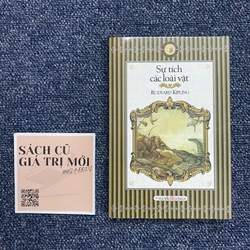 SÁCH CŨ
GIÁ TRỊ MỚI
Sự tích
các loài vật
RUDYARD KIPLING